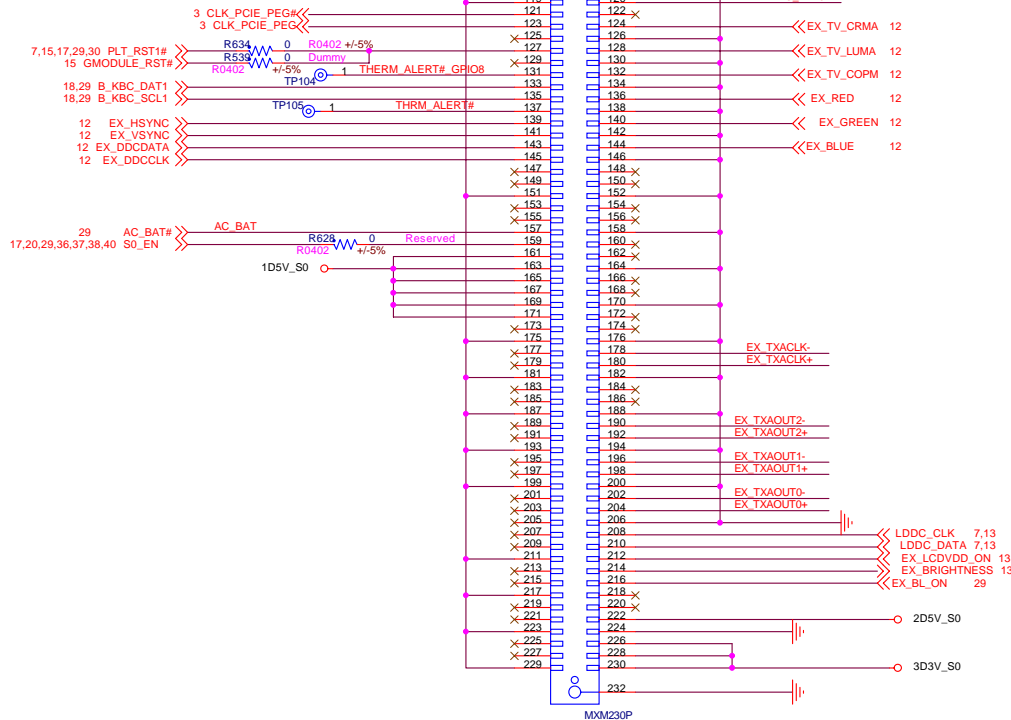 3 CLK_PCIE_PEG#
3 CLK_PCIE_PEG
7,15,17,29,30 PLT_RST1#
15 GMODULE_RST#
R634 0 R0402 +/-5%
R539 0 Dummy
R0402 +/-5%
TP104 1 THERM_ALERT#_GPIO8
18,29 B_KBC_DAT1
18,29 B_KBC_SCL1
TP105 1 THRM_ALERT#
12 EX_HSYNC
12 EX_VSYNC
12 EX_DDCDATA
12 EX_DDCCLK
29 AC_BAT# AC_BAT
17,20,29,36,37,38,40 S0_EN
R628 0 Reserved
R0402 +/-5%
1D5V_S0
121
123
125
127
129
131
133
135
137
139
141
143
145
147
149
151
153
155
157
159
161
163
165
167
169
171
173
175
177
179
181
183
185
187
189
191
193
195
197
199
201
203
205
207
209
211
213
215
217
219
221
223
225
227
229
122
124
126
128
130
132
134
136
138
140
142
144
146
148
150
152
154
156
158
160
162
164
166
168
170
172
174
176
178
180
182
184
186
188
190
192
194
196
198
200
202
204
206
208
210
212
214
216
218
220
222
224
226
228
230
232
EX_TV_CRMA 12
EX_TV_LUMA 12
EX_TV_COPM 12
EX_RED 12
EX_GREEN 12
EX_BLUE 12
EX_TXACLK-
EX_TXACLK+
EX_TXAOUT2-
EX_TXAOUT2+
EX_TXAOUT1-
EX_TXAOUT1+
EX_TXAOUT0-
EX_TXAOUT0+
LDDC_CLK 7,13
LDDC_DATA 7,13
EX_LCDVDD_ON 13
EX_BRIGHTNESS 13
EX_BL_ON 29
2D5V_S0
3D3V_S0
MXM230P